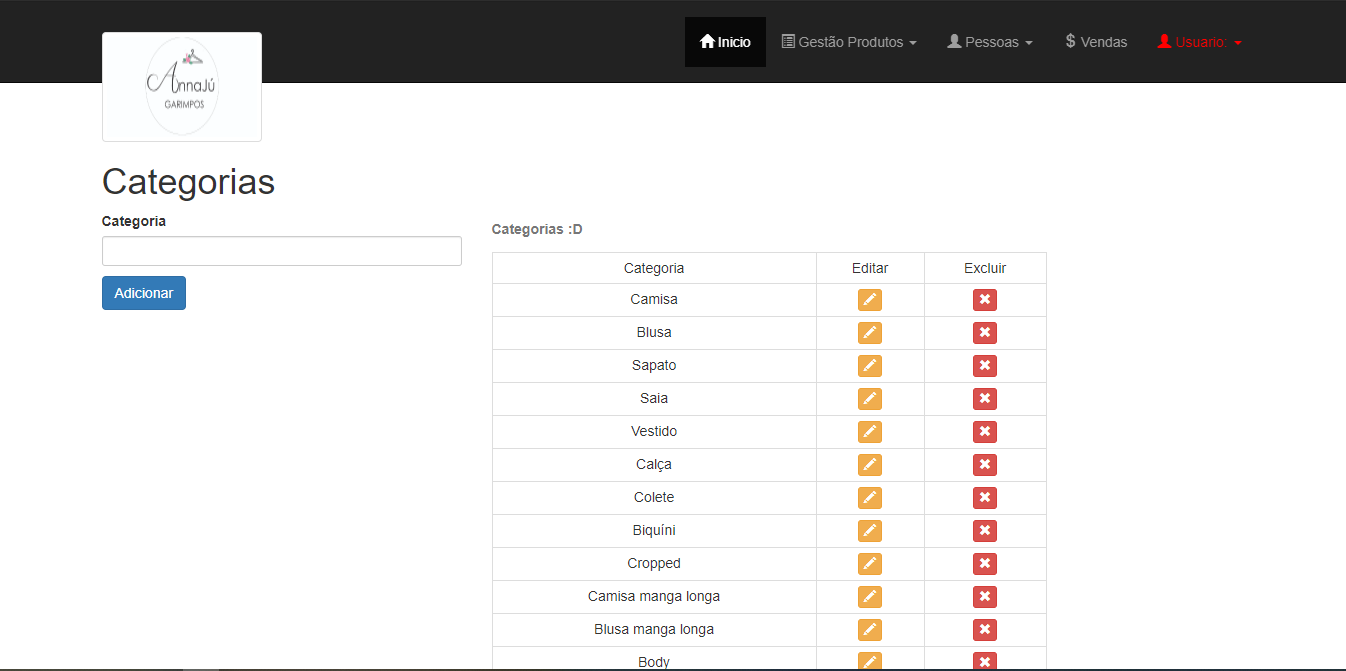 Inicio Gestão Produtos Pessoas $ Vendas Usuario:
AnnaJú
GARIMPOS
Categorias
Categoria
Adicionar
Categorias :D
Categoria Editar Excluir
Camisa
Blusa
Sapato
Saia
Vestido
Calça
Colete
Biquíni
Cropped
Camisa manga longa
Blusa manga longa
Body